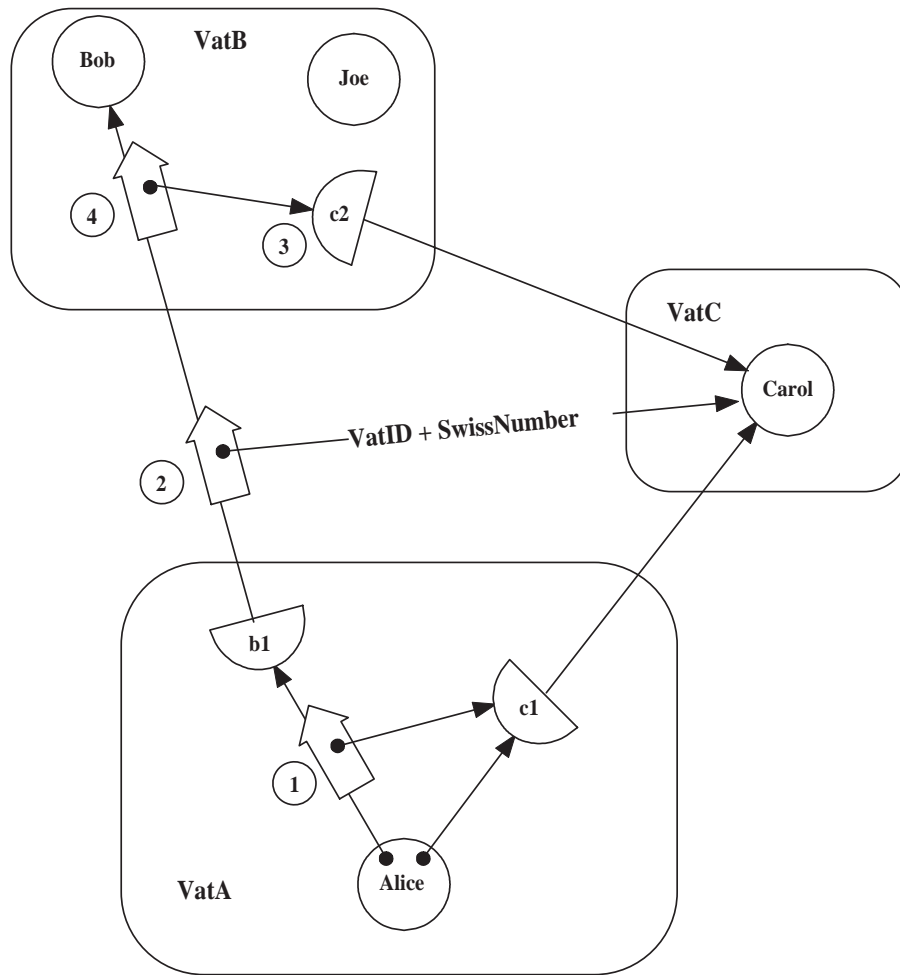 VatB
Bob
Joe
4
c2
3
VatC
Carol
VatID + SwissNumber
2
b1
c1
1
Alice
VatA